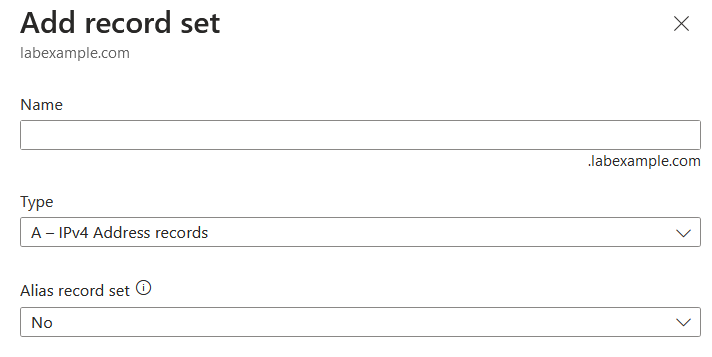 Add record set
labexample.com
Name
.labexample.com
Type
A – IPv4 Address records
Alias record set
No